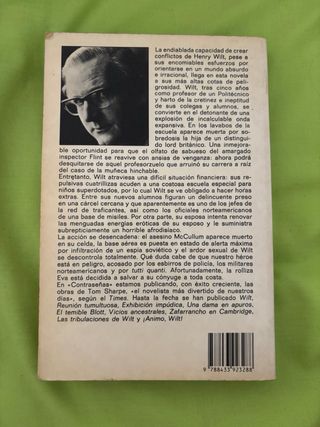 La endiablada capacidad de crear
conflictos de Henry Wilt, pese a
sus encomiables esfuerzos por
orientarse en un mundo absurdo
e irracional, llega en esta novela
a sus más altas cotas de peli-
grosidad. Wilt, tras cinco años
como profesor de un Politécnico
y harto de la cretinez e ineptitud
de sus colegas y alumnos, se
convierte en el detonante de una
explosión de incalculable onda
expansiva. En los lavabos de la
escuela aparece muerta por so-
bredosis la hija de un distingui-
do lord británico. Una inmejora-
ble oportunidad para que el olfato de sabueso del amargado
inspector Flint se reavive con ansias de venganza: ahora podrá
desquitarse de aquel profesorzuelo que arruinó su carrera a raíz
del caso de la muñeca hinchable.
Entretanto, Wilt atraviesa una difícil situación financiera: sus re-
pulsivas cuatrillizas acuden a una costosa escuela especial para
niños superdotados, por lo cual Wilt se ve obligado a hacer horas
extras. Entre sus nuevos alumnos figuran un delincuente preso
en una cárcel cercana y que aparentemente es uno de los jefes de
la red de traficantes, así como los oficiales norteamericanos de
una base de misiles. Por otra parte, su esposa intenta renovar
las menguadas energías eróticas de su esposo y le suministra
subrepticiamente un horrible afrodisíaco.
La acción se desencadena: el asesino McCullum aparece muerto
en su celda, la base aérea es puesta en estado de alerta máxima
por infiltración de un espía soviético y el ardor sexual de Wilt
se descontrola totalmente. Qué duda cabe de que nuestro héroe
está en peligro, acosado por los esbirros de policía, los militares
norteamericanos y por tutti quanti. Afortunadamente, la rolliza
Eva está decidida a salvar a su cónyuge a toda costa.
En «Contraseñas» estamos publicando, con éxito creciente, las
obras de Tom Sharpe, «el novelista más divertido de nuestros
días», según el Times. Hasta la fecha se han publicado Wilt,
Reunión tumultuosa, Exhibición impúdica, Una dama en apuros,
El temible Blott, Vicios ancestrales, Zafarrancho en Cambridge,
Las tribulaciones de Wilt y ¡Ánimo, Wilt!
9 788433 923288